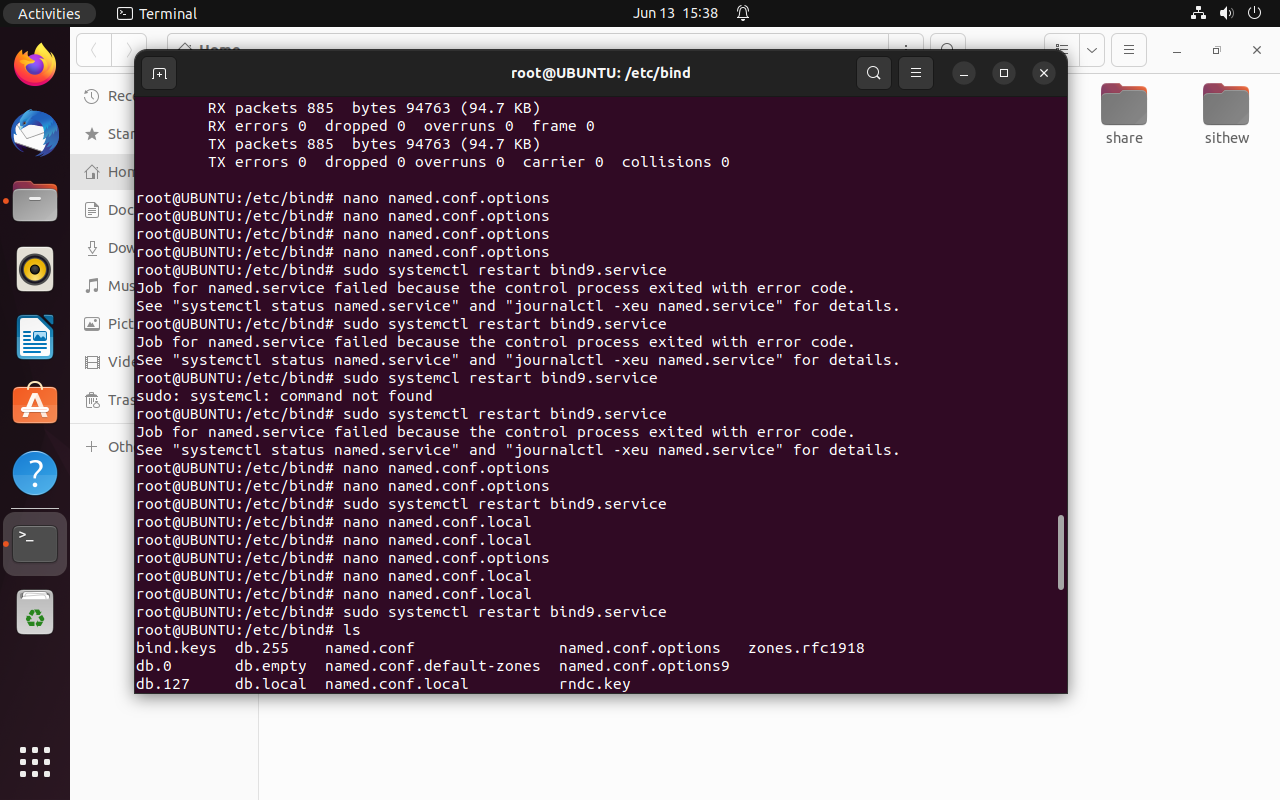 Activities
Terminal
Jun 13 15:38
Home
root@UBUNTU: /etc/bind
RX packets 885  bytes 94763 (94.7 KB)
RX errors 0  dropped 0  overruns 0  frame 0
TX packets 885  bytes 94763 (94.7 KB)
TX errors 0  dropped 0 overruns 0  carrier 0  collisions 0
root@UBUNTU:/etc/bind# nano named.conf.options
root@UBUNTU:/etc/bind# nano named.conf.options
root@UBUNTU:/etc/bind# nano named.conf.options
root@UBUNTU:/etc/bind# nano named.conf.options
root@UBUNTU:/etc/bind# sudo systemctl restart bind9.service
Job for named.service failed because the control process exited with error code.
See "systemctl status named.service" and "journalctl -xeu named.service" for details.
root@UBUNTU:/etc/bind# sudo systemctl restart bind9.service
Job for named.service failed because the control process exited with error code.
See "systemctl status named.service" and "journalctl -xeu named.service" for details.
root@UBUNTU:/etc/bind# sudo systemcl restart bind9.service
sudo: systemcl: command not found
root@UBUNTU:/etc/bind# sudo systemctl restart bind9.service
Job for named.service failed because the control process exited with error code.
See "systemctl status named.service" and "journalctl -xeu named.service" for details.
root@UBUNTU:/etc/bind# nano named.conf.options
root@UBUNTU:/etc/bind# nano named.conf.options
root@UBUNTU:/etc/bind# sudo systemctl restart bind9.service
root@UBUNTU:/etc/bind# nano named.conf.local
root@UBUNTU:/etc/bind# nano named.conf.local
root@UBUNTU:/etc/bind# nano named.conf.options
root@UBUNTU:/etc/bind# nano named.conf.local
root@UBUNTU:/etc/bind# nano named.conf.local
root@UBUNTU:/etc/bind# sudo systemctl restart bind9.service
root@UBUNTU:/etc/bind# ls
bind.keys  db.255    named.conf                named.conf.options   zones.rfc1918
db.0       db.empty  named.conf.default-zones  named.conf.options9
db.127     db.local  named.conf.local          rndc.key
Rec
Star
Hom
Doc
Dow
Mus
Pict
Vide
Tras
Oth
share
sithew